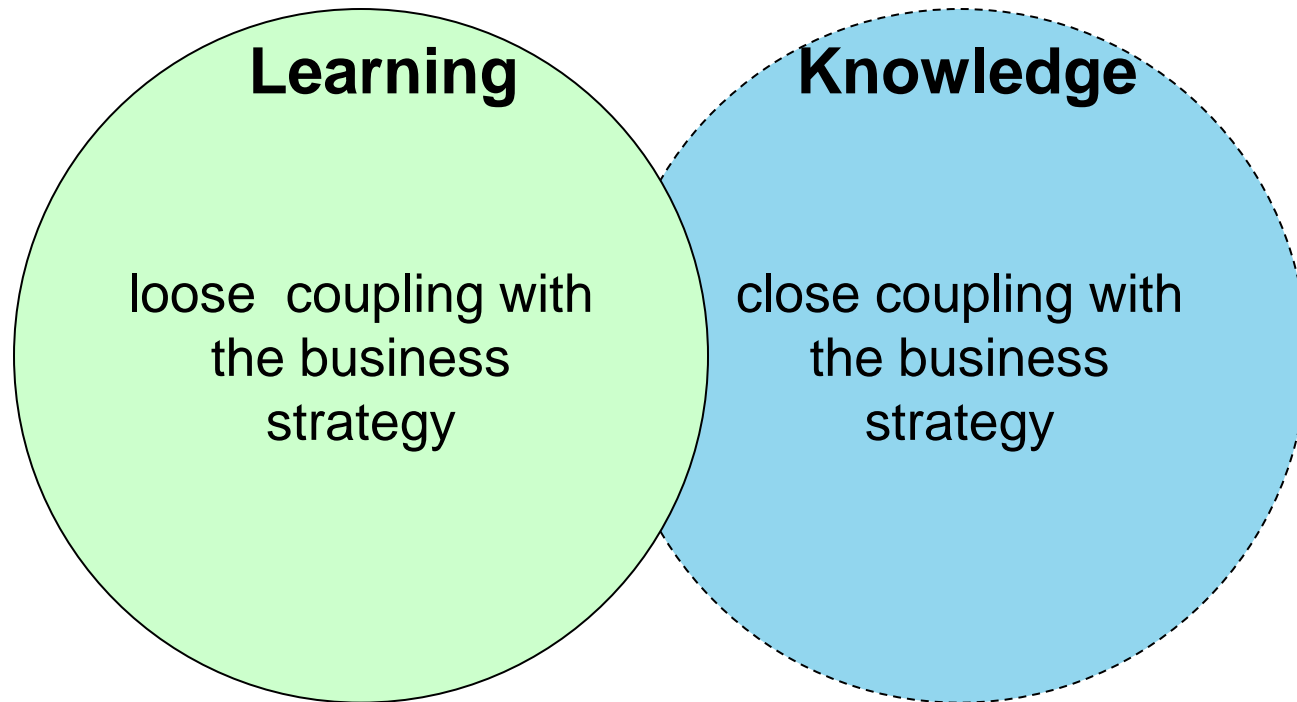 Learning
loose  coupling with
the business
strategy
Knowledge
close coupling with
the business
strategy